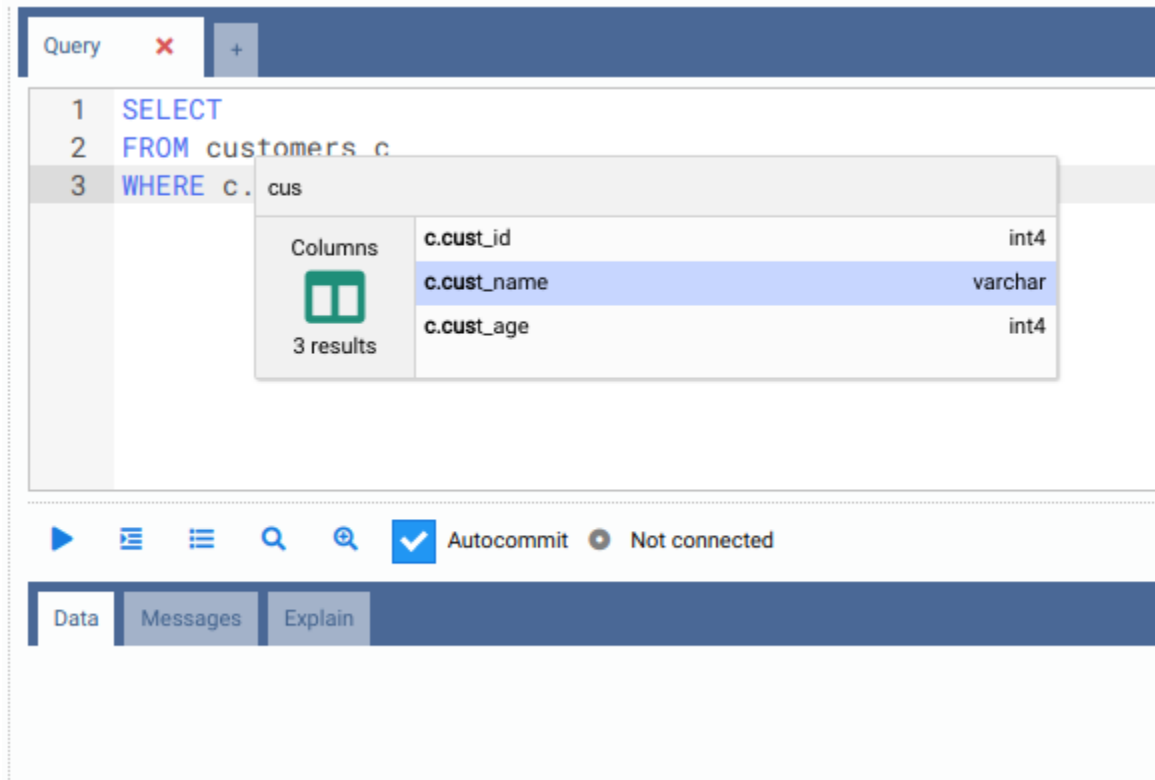 Query ✖ +
1 SELECT
2 FROM customers c
3 WHERE c.
cus
Columns
3 results
c.cust_id int4
c.cust_name varchar
c.cust_age int4
Autocommit Not connected
Data Messages Explain